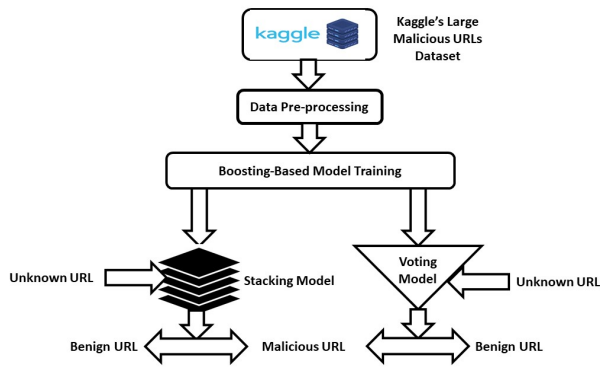 kaggle
Kaggle's Large
Malicious URLs
Dataset
Data Pre-processing
Boosting-Based Model Training
Unknown URL
Stacking Model
Voting
Model
Unknown URL
Benign URL
Malicious URL
Benign URL